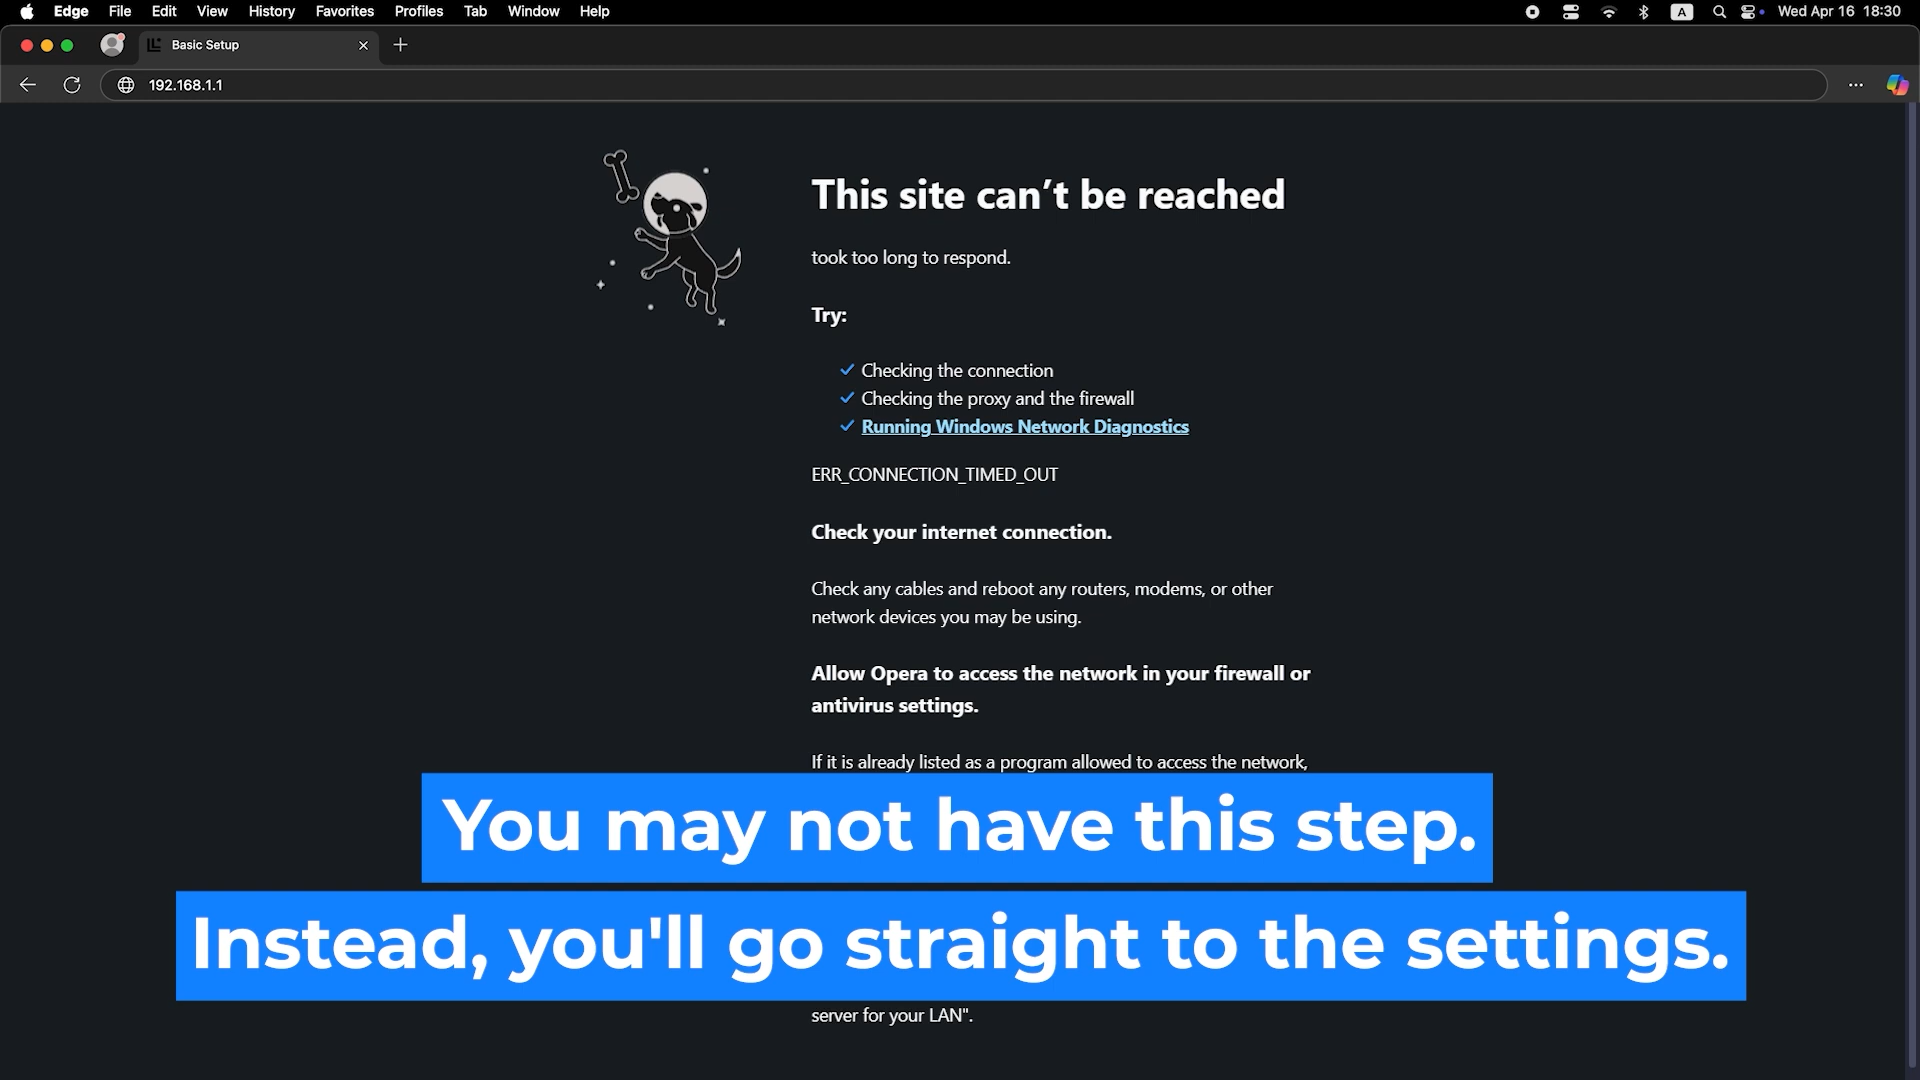 Edge File Edit View History Favorites Profiles Tab Window Help A Wed Apr 16 18:30
Basic Setup
192.168.1.1
This site can’t be reached
took too long to respond.
Try:
Checking the connection
Checking the proxy and the firewall
Running Windows Network Diagnostics
ERR_CONNECTION_TIMED_OUT
Check your internet connection.
Check any cables and reboot any routers, modems, or other
network devices you may be using.
Allow Opera to access the network in your firewall or
antivirus settings.
If it is already listed as a program allowed to access the network,
You may not have this step.
Instead, you'll go straight to the settings.
server for your LAN".